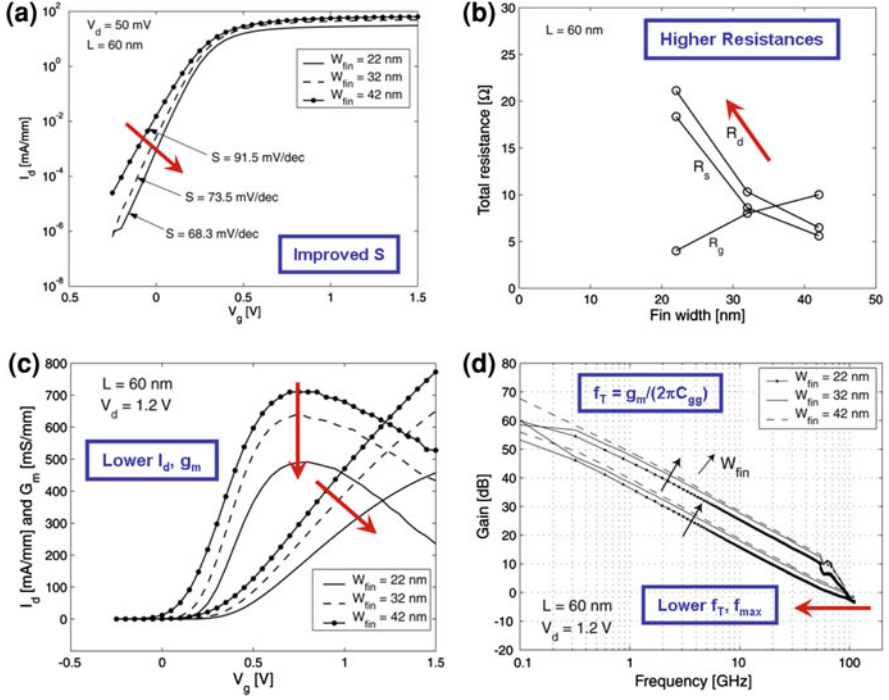 (a)
V_d = 50 mV
L = 60 nm
W_fin = 22 nm
W_fin = 32 nm
W_fin = 42 nm
S = 91.5 mV/dec
S = 73.5 mV/dec
S = 68.3 mV/dec
Improved S
I_d [mA/mm]
10^2
10^0
10^-2
10^-4
10^-6
10^-8
0.5 0 0.5 1 1.5
V_g [V]
(b)
L = 60 nm
Higher Resistances
R_d
R_s
R_g
Total resistance [Ω]
30
25
20
15
10
5
0
0 10 20 30 40 50
Fin width [nm]
(c)
L = 60 nm
V_d = 1.2 V
Lower I_d, g_m
W_fin = 22 nm
W_fin = 32 nm
W_fin = 42 nm
I_d [mA/mm] and G_m [mS/mm]
800
700
600
500
400
300
200
100
0
-0.5 0 0.5 1 1.5
V_g [V]
(d)
f_T = g_m/(2πC_gg)
W_fin = 22 nm
W_fin = 32 nm
W_fin = 42 nm
W_fin
L = 60 nm
V_d = 1.2 V
Lower f_T, f_max
Gain [dB]
80
70
60
50
40
30
20
10
0
-10
-20
0.1 1 10 100
Frequency [GHz]